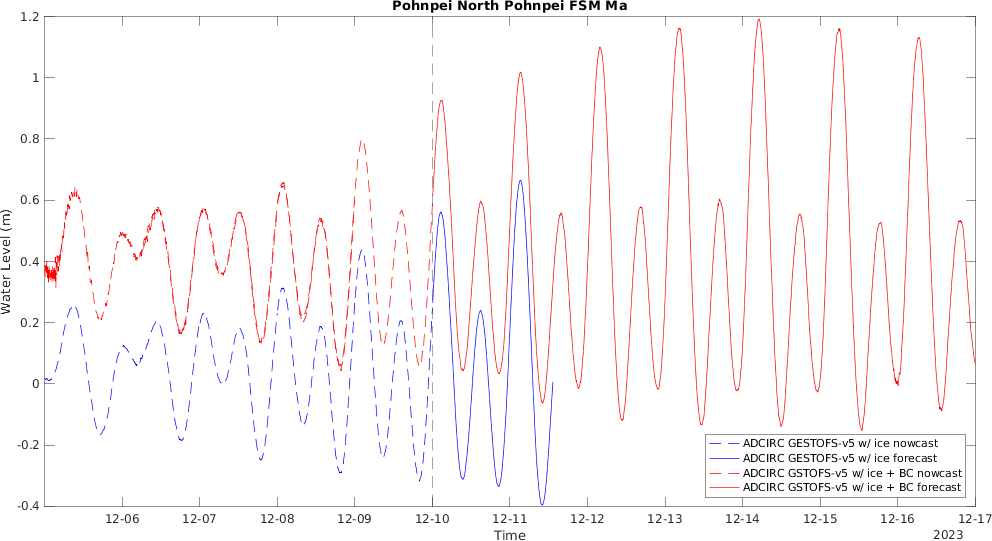 Pohnpei North Pohnpei FSM Ma
1.2
1
0.8
0.6
0.4
0.2
0
-0.2
-0.4
Water Level (m)
ADCIRC GESTOFS-v5 w/ ice nowcast
ADCIRC GESTOFS-v5 w/ ice forecast
ADCIRC GSTOFS-v5 w/ ice + BC nowcast
ADCIRC GSTOFS-v5 w/ ice + BC forecast
12-06 12-07 12-08 12-09 12-10 12-11 12-12 12-13 12-14 12-15 12-16 12-17
Time
2023